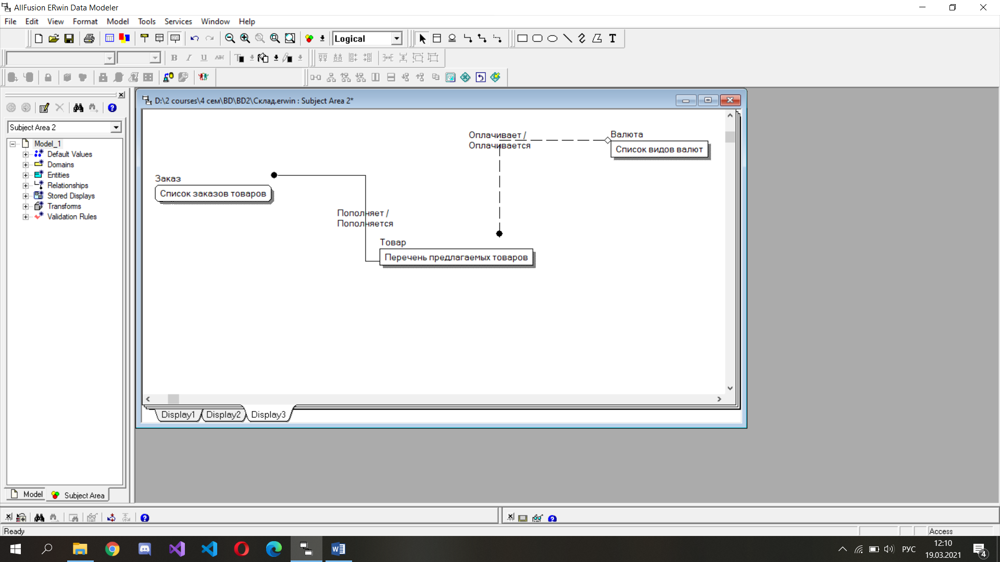 AllFusion ERwin Data Modeler
File Edit View Format Model Tools Services Window Help
Logical
T
B I U ABC
T
D:\2 courses\4 сем\BD\BD2\Склад.erwin : Subject Area 2*
Subject Area 2
Model_1
Default Values
Domains
Entities
Relationships
Stored Displays
Transforms
Validation Rules
Оплачивает /
Оплачивается
Валюта
Список видов валют
Заказ
Список заказов товаров
Пополняет /
Пополняется
Товар
Перечень предлагаемых товаров
Display1 Display2 Display3
Model Subject Area
Ready
Access
РУС
12:10
19.03.2021
4